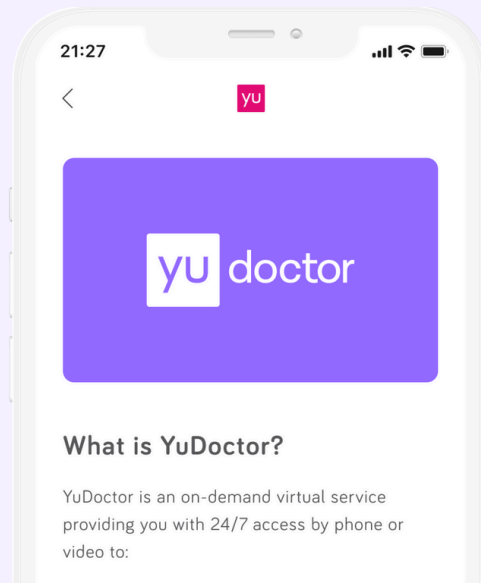 21:27
yu
yu doctor
What is YuDoctor?
YuDoctor is an on-demand virtual service
providing you with 24/7 access by phone or
video to: